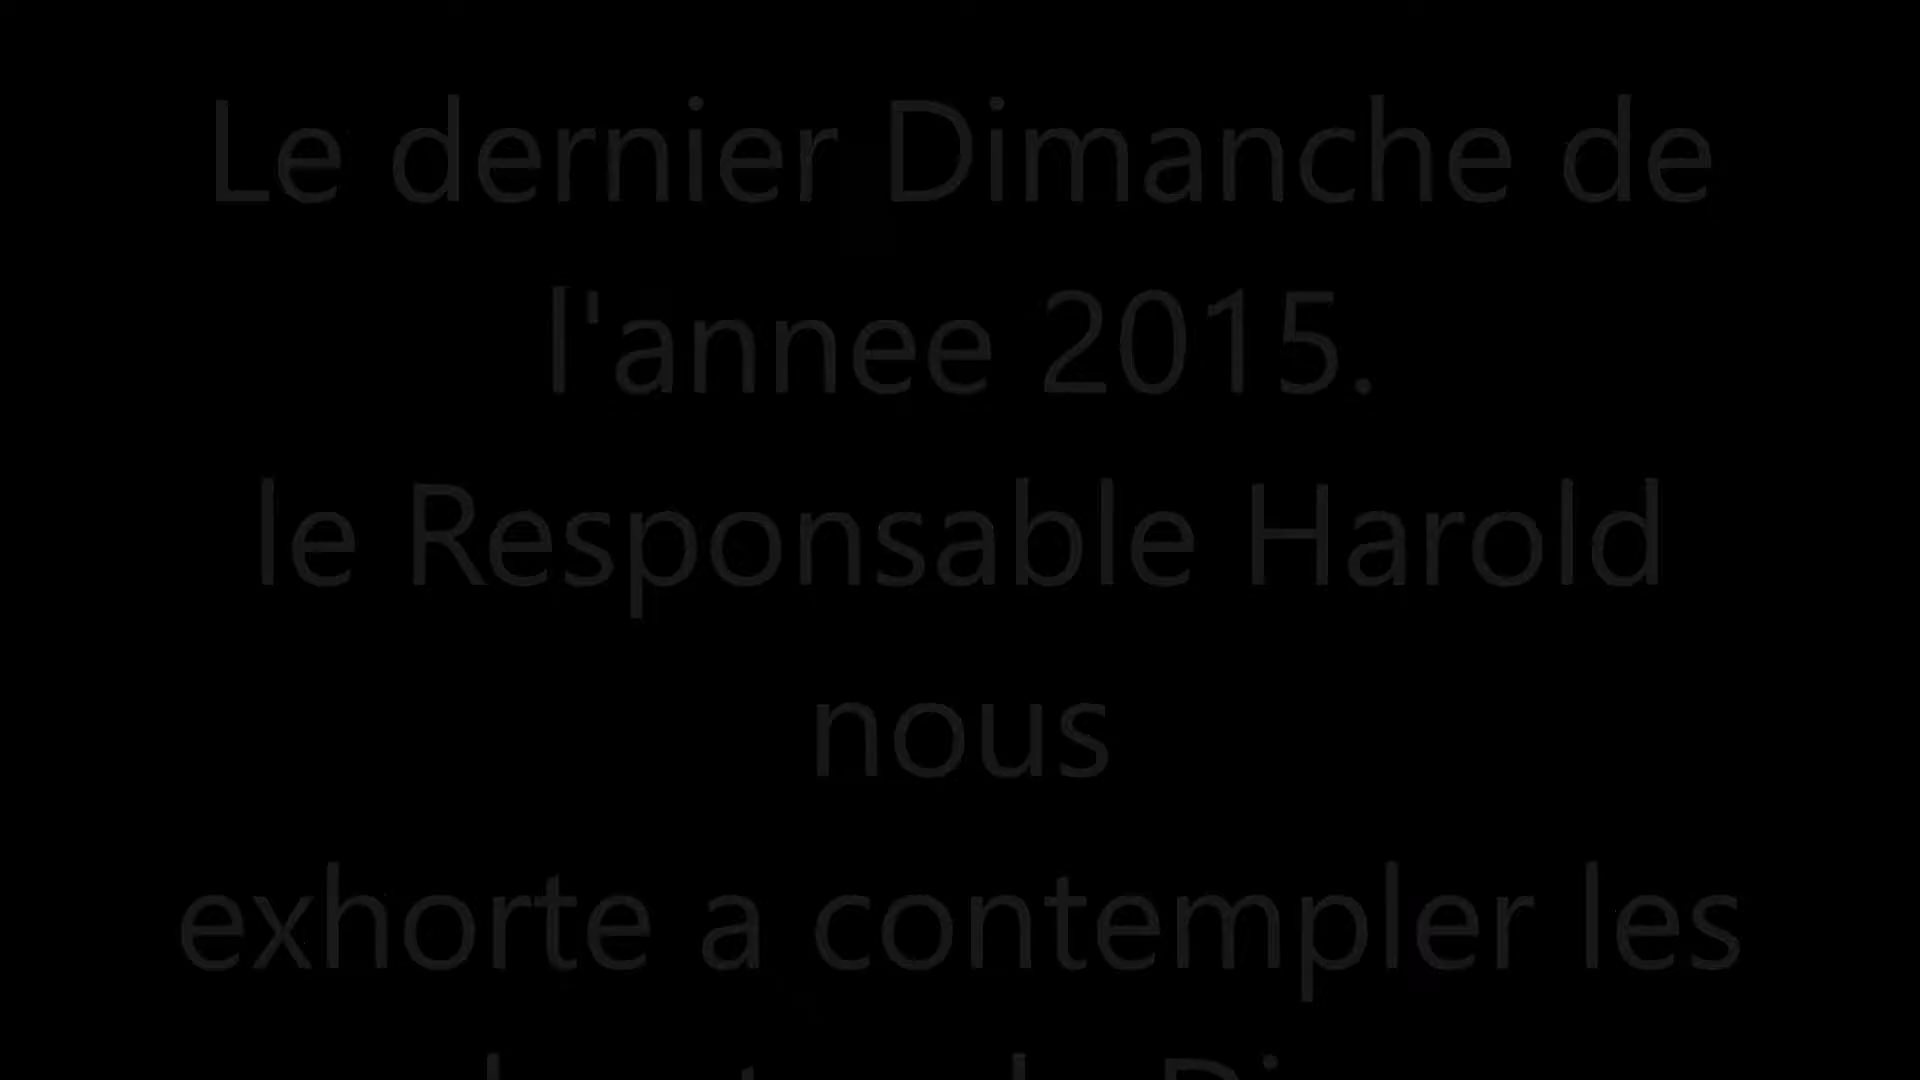 Le dernier Dimanche de
l'annee 2015.
le Responsable Harold
nous
exhorte a contempler les